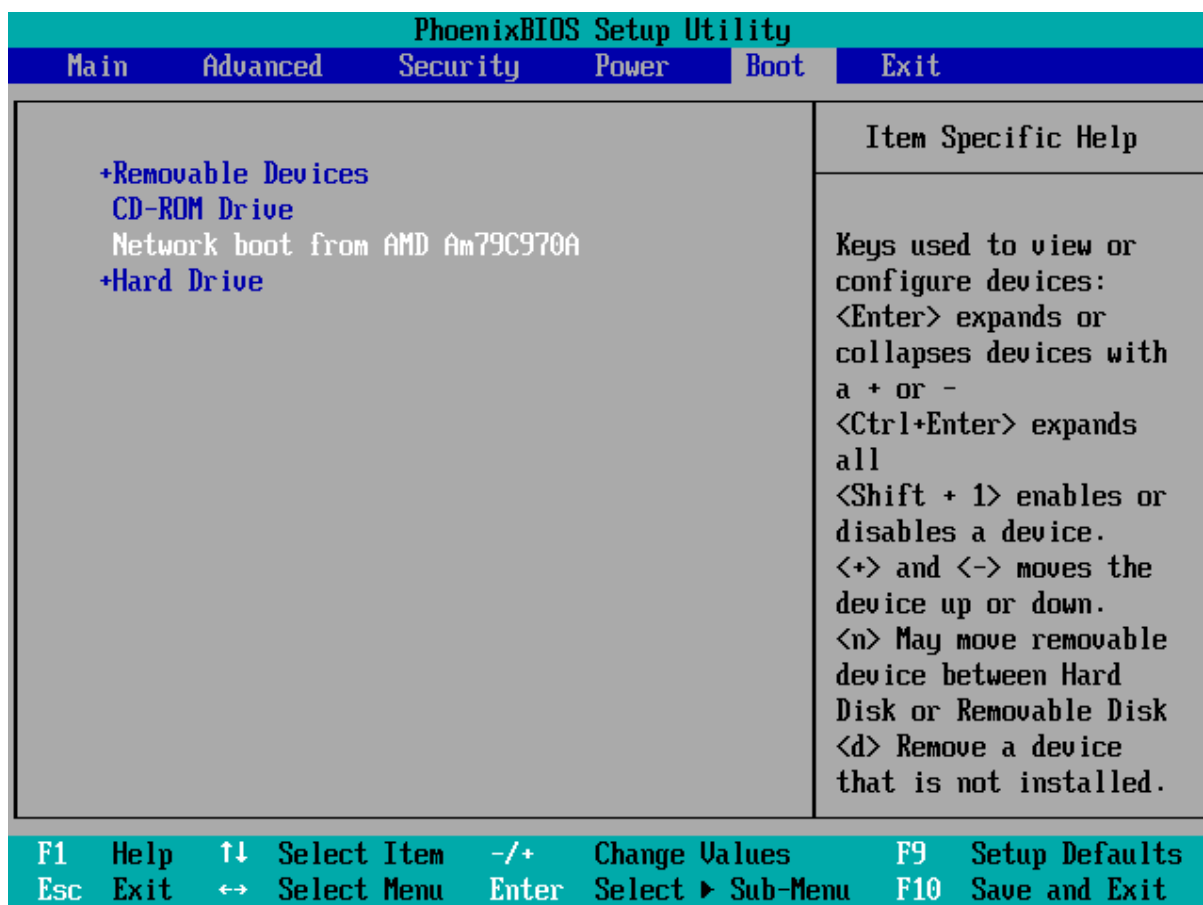 PhoenixBIOS Setup Utility
Main Advanced Security Power Boot Exit
+Removable Devices
CD-ROM Drive
Network boot from AMD Am79C970A
+Hard Drive
Item Specific Help
Keys used to view or
configure devices:
<Enter> expands or
collapses devices with
a + or -
<Ctrl+Enter> expands
all
<Shift + 1> enables or
disables a device.
<+> and <-> moves the
device up or down.
<n> May move removable
device between Hard
Disk or Removable Disk
<d> Remove a device
that is not installed.
F1 Help ↑↓ Select Item -/+ Change Values F9 Setup Defaults
Esc Exit ↔ Select Menu Enter Select ▶ Sub-Menu F10 Save and Exit